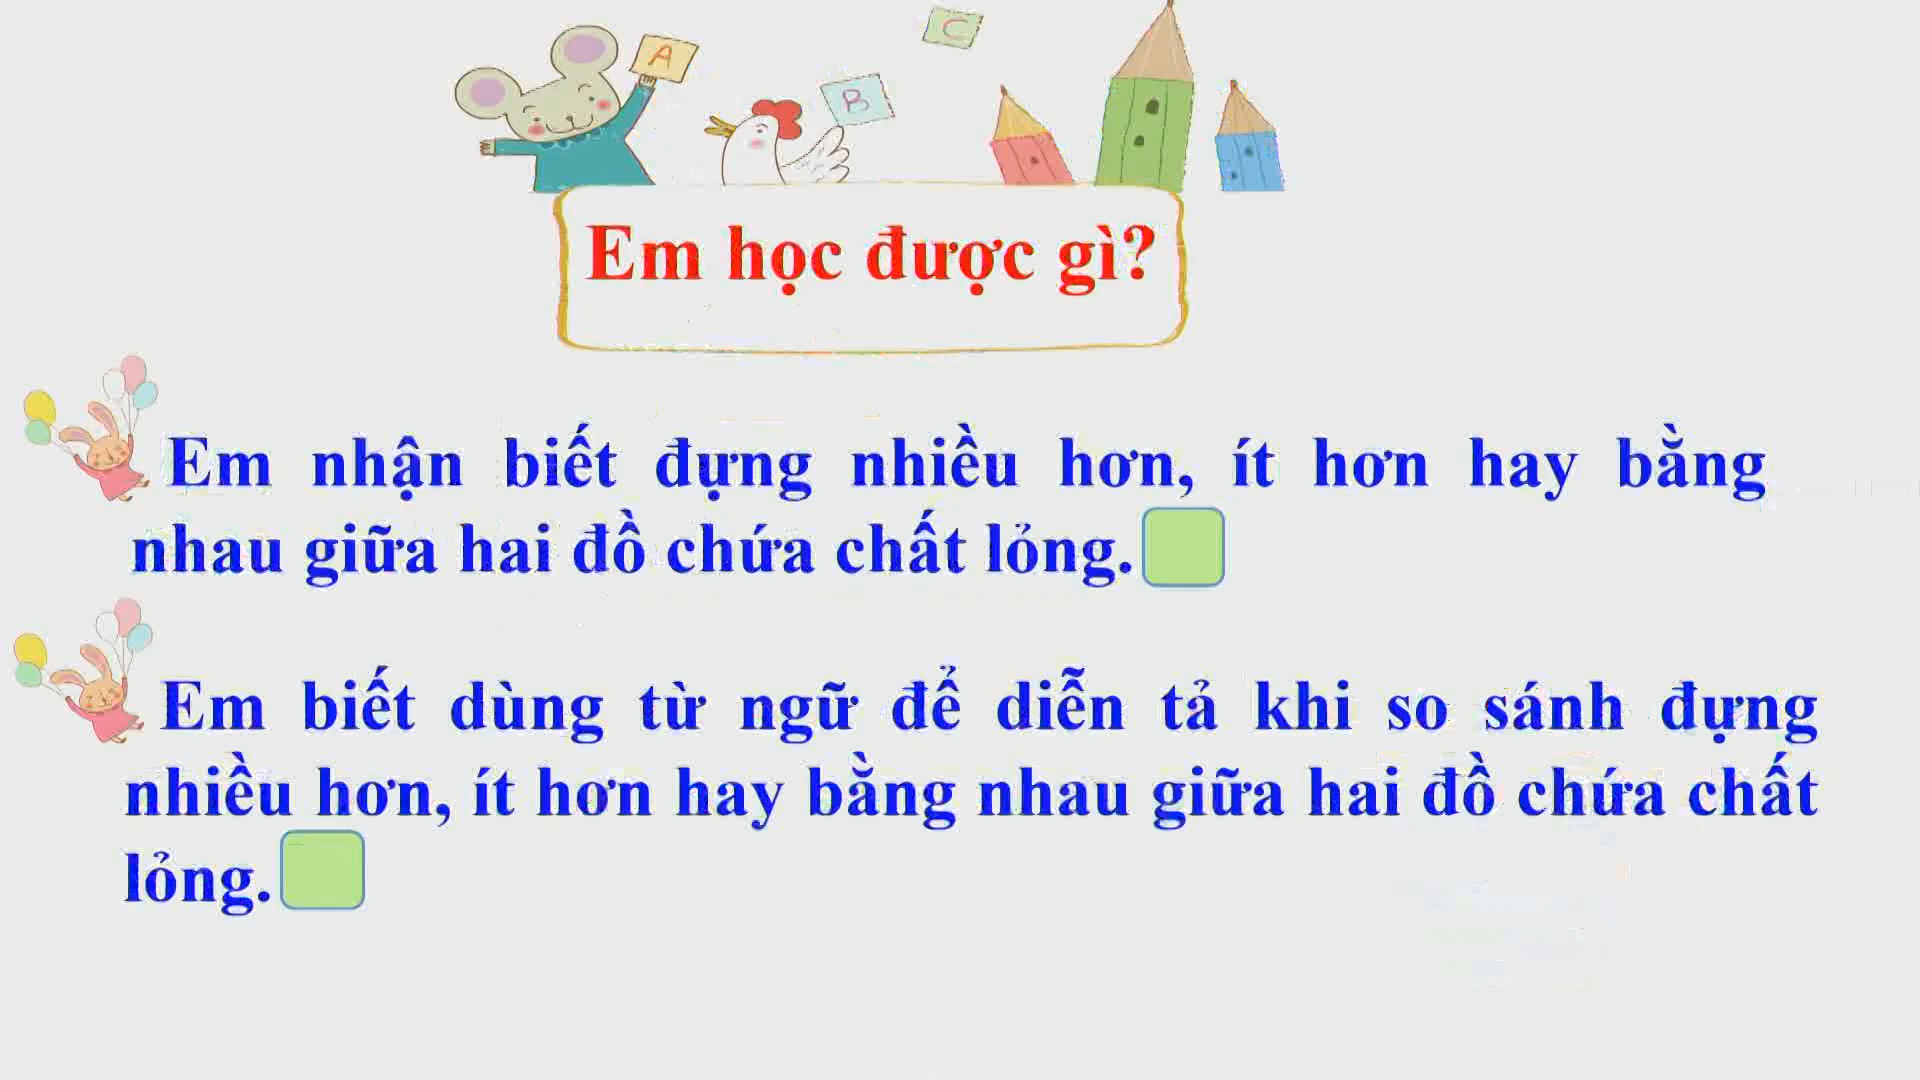 A
B
C
Em học được gì?
Em nhận biết đựng nhiều hơn, ít hơn hay bằng
nhau giữa hai đồ chứa chất lỏng.
Em biết dùng từ ngữ để diễn tả khi so sánh đựng
nhiều hơn, ít hơn hay bằng nhau giữa hai đồ chứa chất
lỏng.